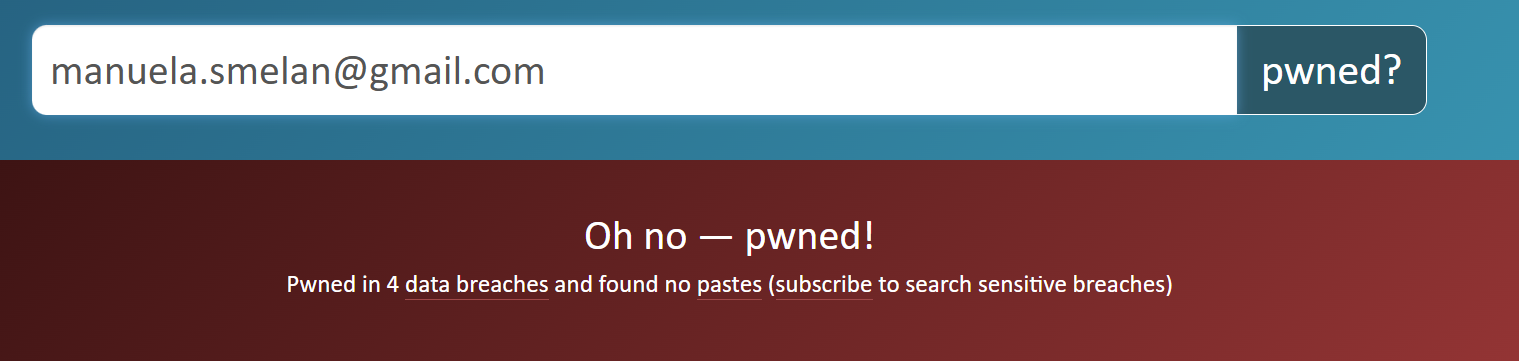 manuela.smelan@gmail.com pwned?
Oh no — pwned!
Pwned in 4 data breaches and found no pastes (subscribe to search sensitive breaches)